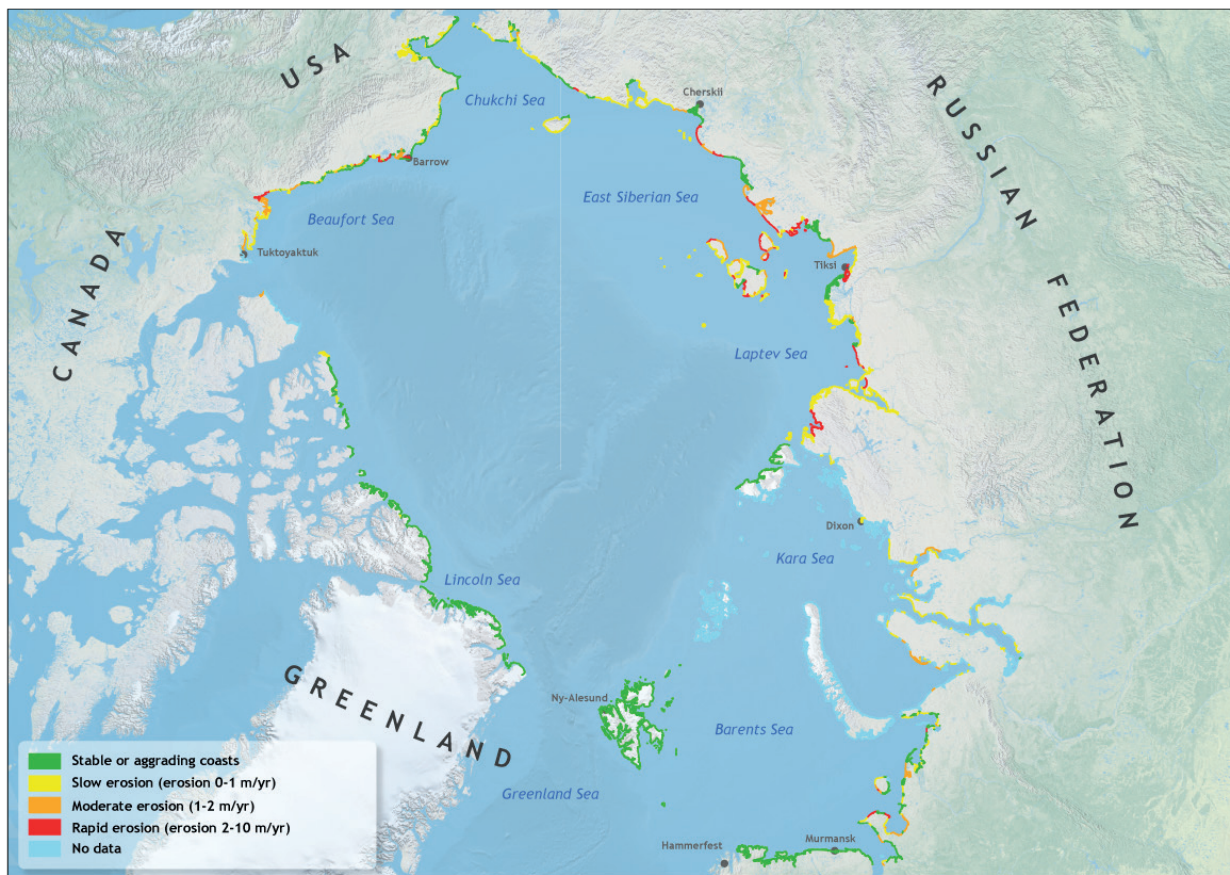 USA
RUSSIAN
FEDERATION
CANADA
GREENLAND
Chukchi Sea
Cherskii
Barrow
East Siberian Sea
Beaufort Sea
Tuktoyaktuk
Tiksi
Laptev Sea
Dixon
Kara Sea
Lincoln Sea
Ny-Alesund
Barents Sea
Greenland Sea
Hammerfest
Murmansk
Stable or aggrading coasts
Slow erosion (erosion 0-1 m/yr)
Moderate erosion (1-2 m/yr)
Rapid erosion (erosion 2-10 m/yr)
No data